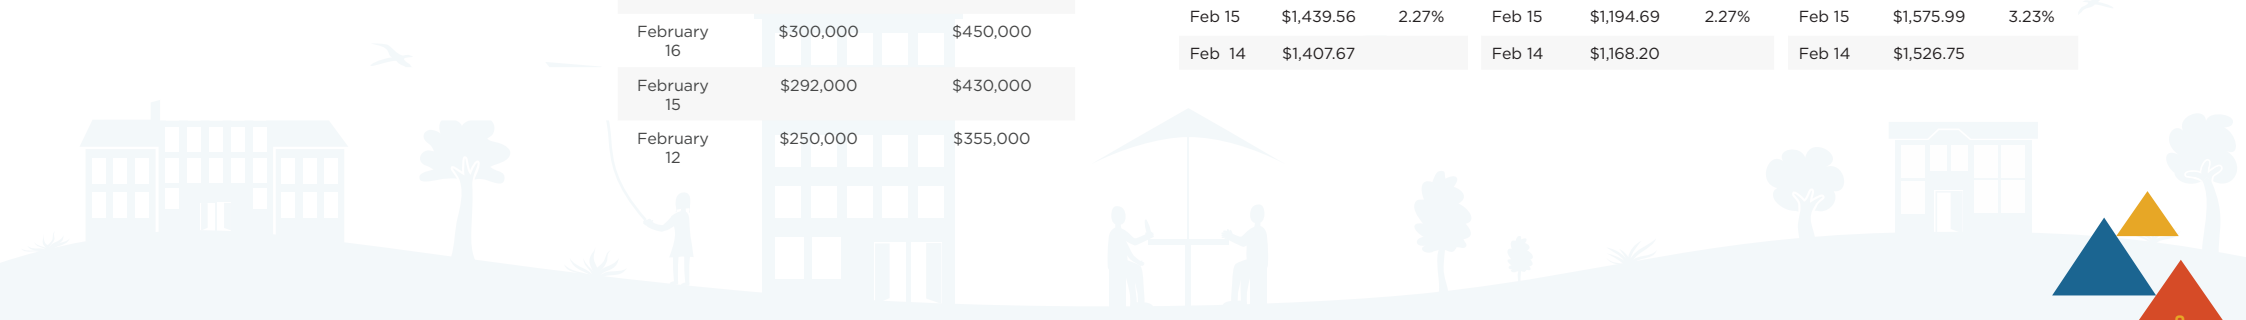 February $300,000 $450,000
16
February $292,000 $430,000
15
February $250,000 $355,000
12
Feb 15 $1,439.56 2.27% Feb 15 $1,194.69 2.27% Feb 15 $1,575.99 3.23%
Feb 14 $1,407.67 Feb 14 $1,168.20 Feb 14 $1,526.75